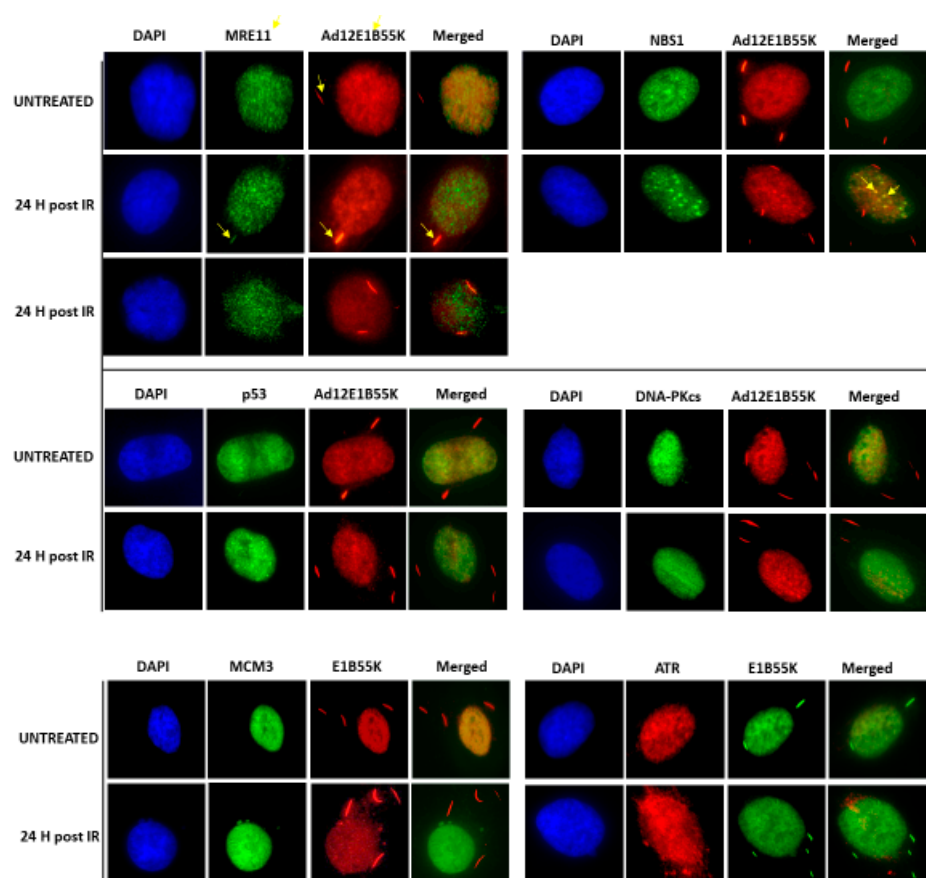 DAPI MRE11 Ad12E1B55K Merged DAPI NBS1 Ad12E1B55K Merged
UNTREATED
24 H post IR
24 H post IR
DAPI p53 Ad12E1B55K Merged DAPI DNA-PKcs Ad12E1B55K Merged
UNTREATED
24 H post IR
DAPI MCM3 E1B55K Merged DAPI ATR E1B55K Merged
UNTREATED
24 H post IR